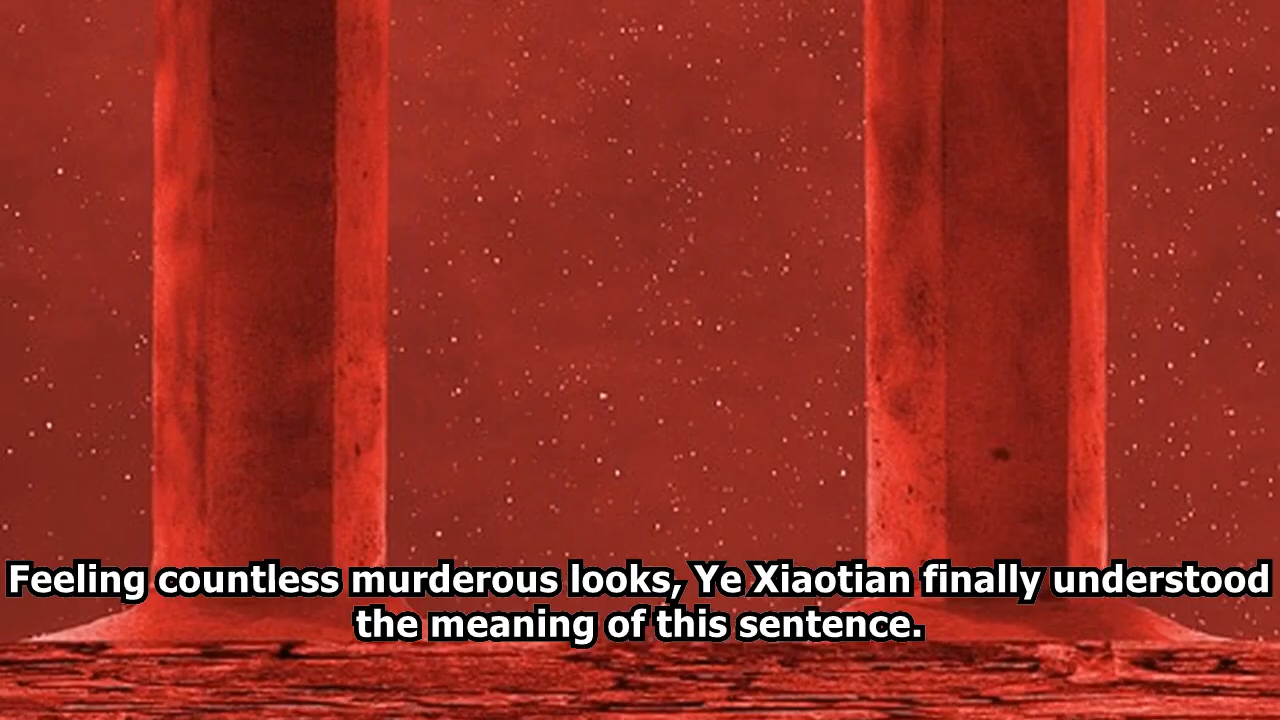 Feeling countless murderous looks, Ye Xiaotian finally understood
the meaning of this sentence.